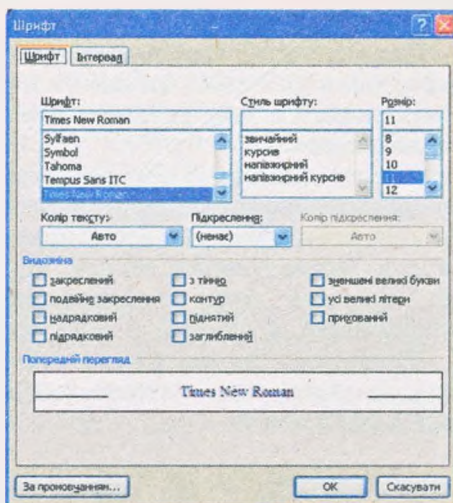 Шрифт
Шрифт Інтервал
Шрифт: Стиль шрифту: Розмір:
Times New Roman 11
Sylfaen звичайний 8
Symbol курсив 9
Tahoma напівжирний 10
Tempus Sans ITC напівжирний курсив 11
Times New Roman 12
Колір тексту: Підкреслення: Колір підкреслення:
Авто (немає) Авто
Видозміна
закреслений з тінню зменшені великі букви
подвійне закреслення контур усі великі літери
надрядковий піднятий прихований
підрядковий заглиблений
Попередній перегляд
Times New Roman
За промовчанням... ОК Скасувати